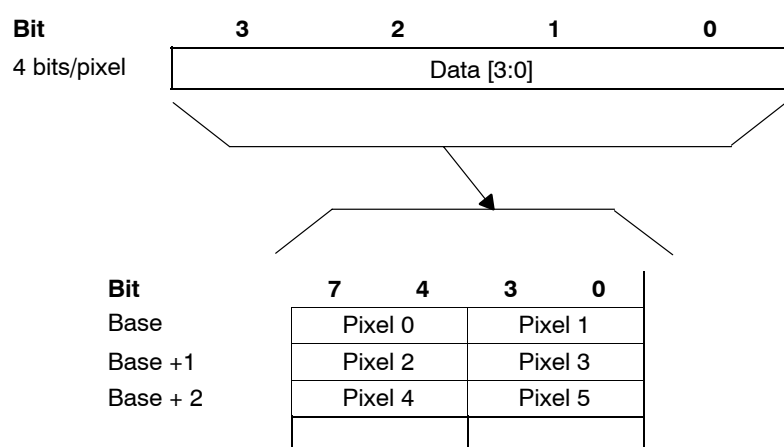 Bit 3 2 1 0
4 bits/pixel Data [3:0]
Bit 7 4 3 0
Base Pixel 0 Pixel 1
Base +1 Pixel 2 Pixel 3
Base + 2 Pixel 4 Pixel 5